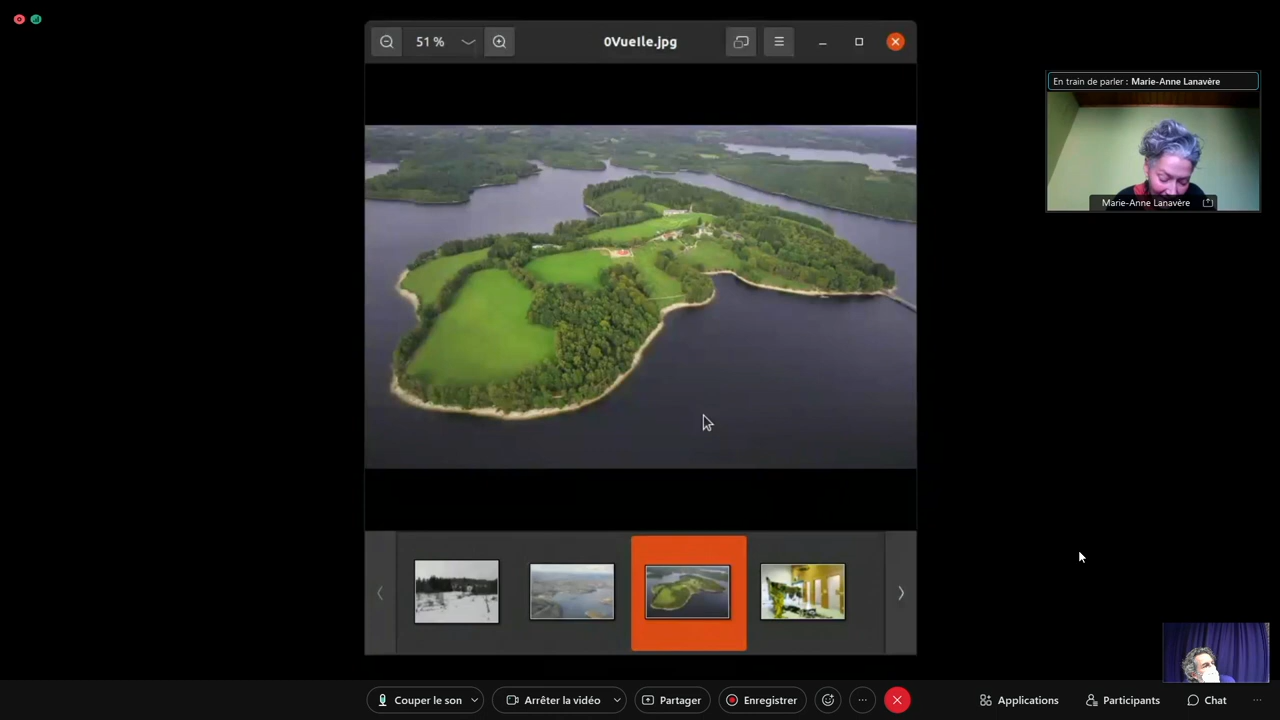 51 %
0Vuelle.jpg
En train de parler : Marie-Anne Lanavère
Marie-Anne Lanavère
Couper le son
Arrêter la vidéo
Partager
Enregistrer
Applications
Participants
Chat